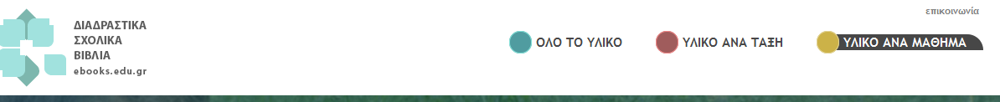 επικοινωνία
ΔΙΑΔΡΑΣΤΙΚΑ
ΣΧΟΛΙΚΑ
ΒΙΒΛΙΑ
ebooks.edu.gr
ΟΛΟ ΤΟ ΥΛΙΚΟ
ΥΛΙΚΟ ΑΝΑ ΤΑΞΗ
ΥΛΙΚΟ ΑΝΑ ΜΑΘΗΜΑ